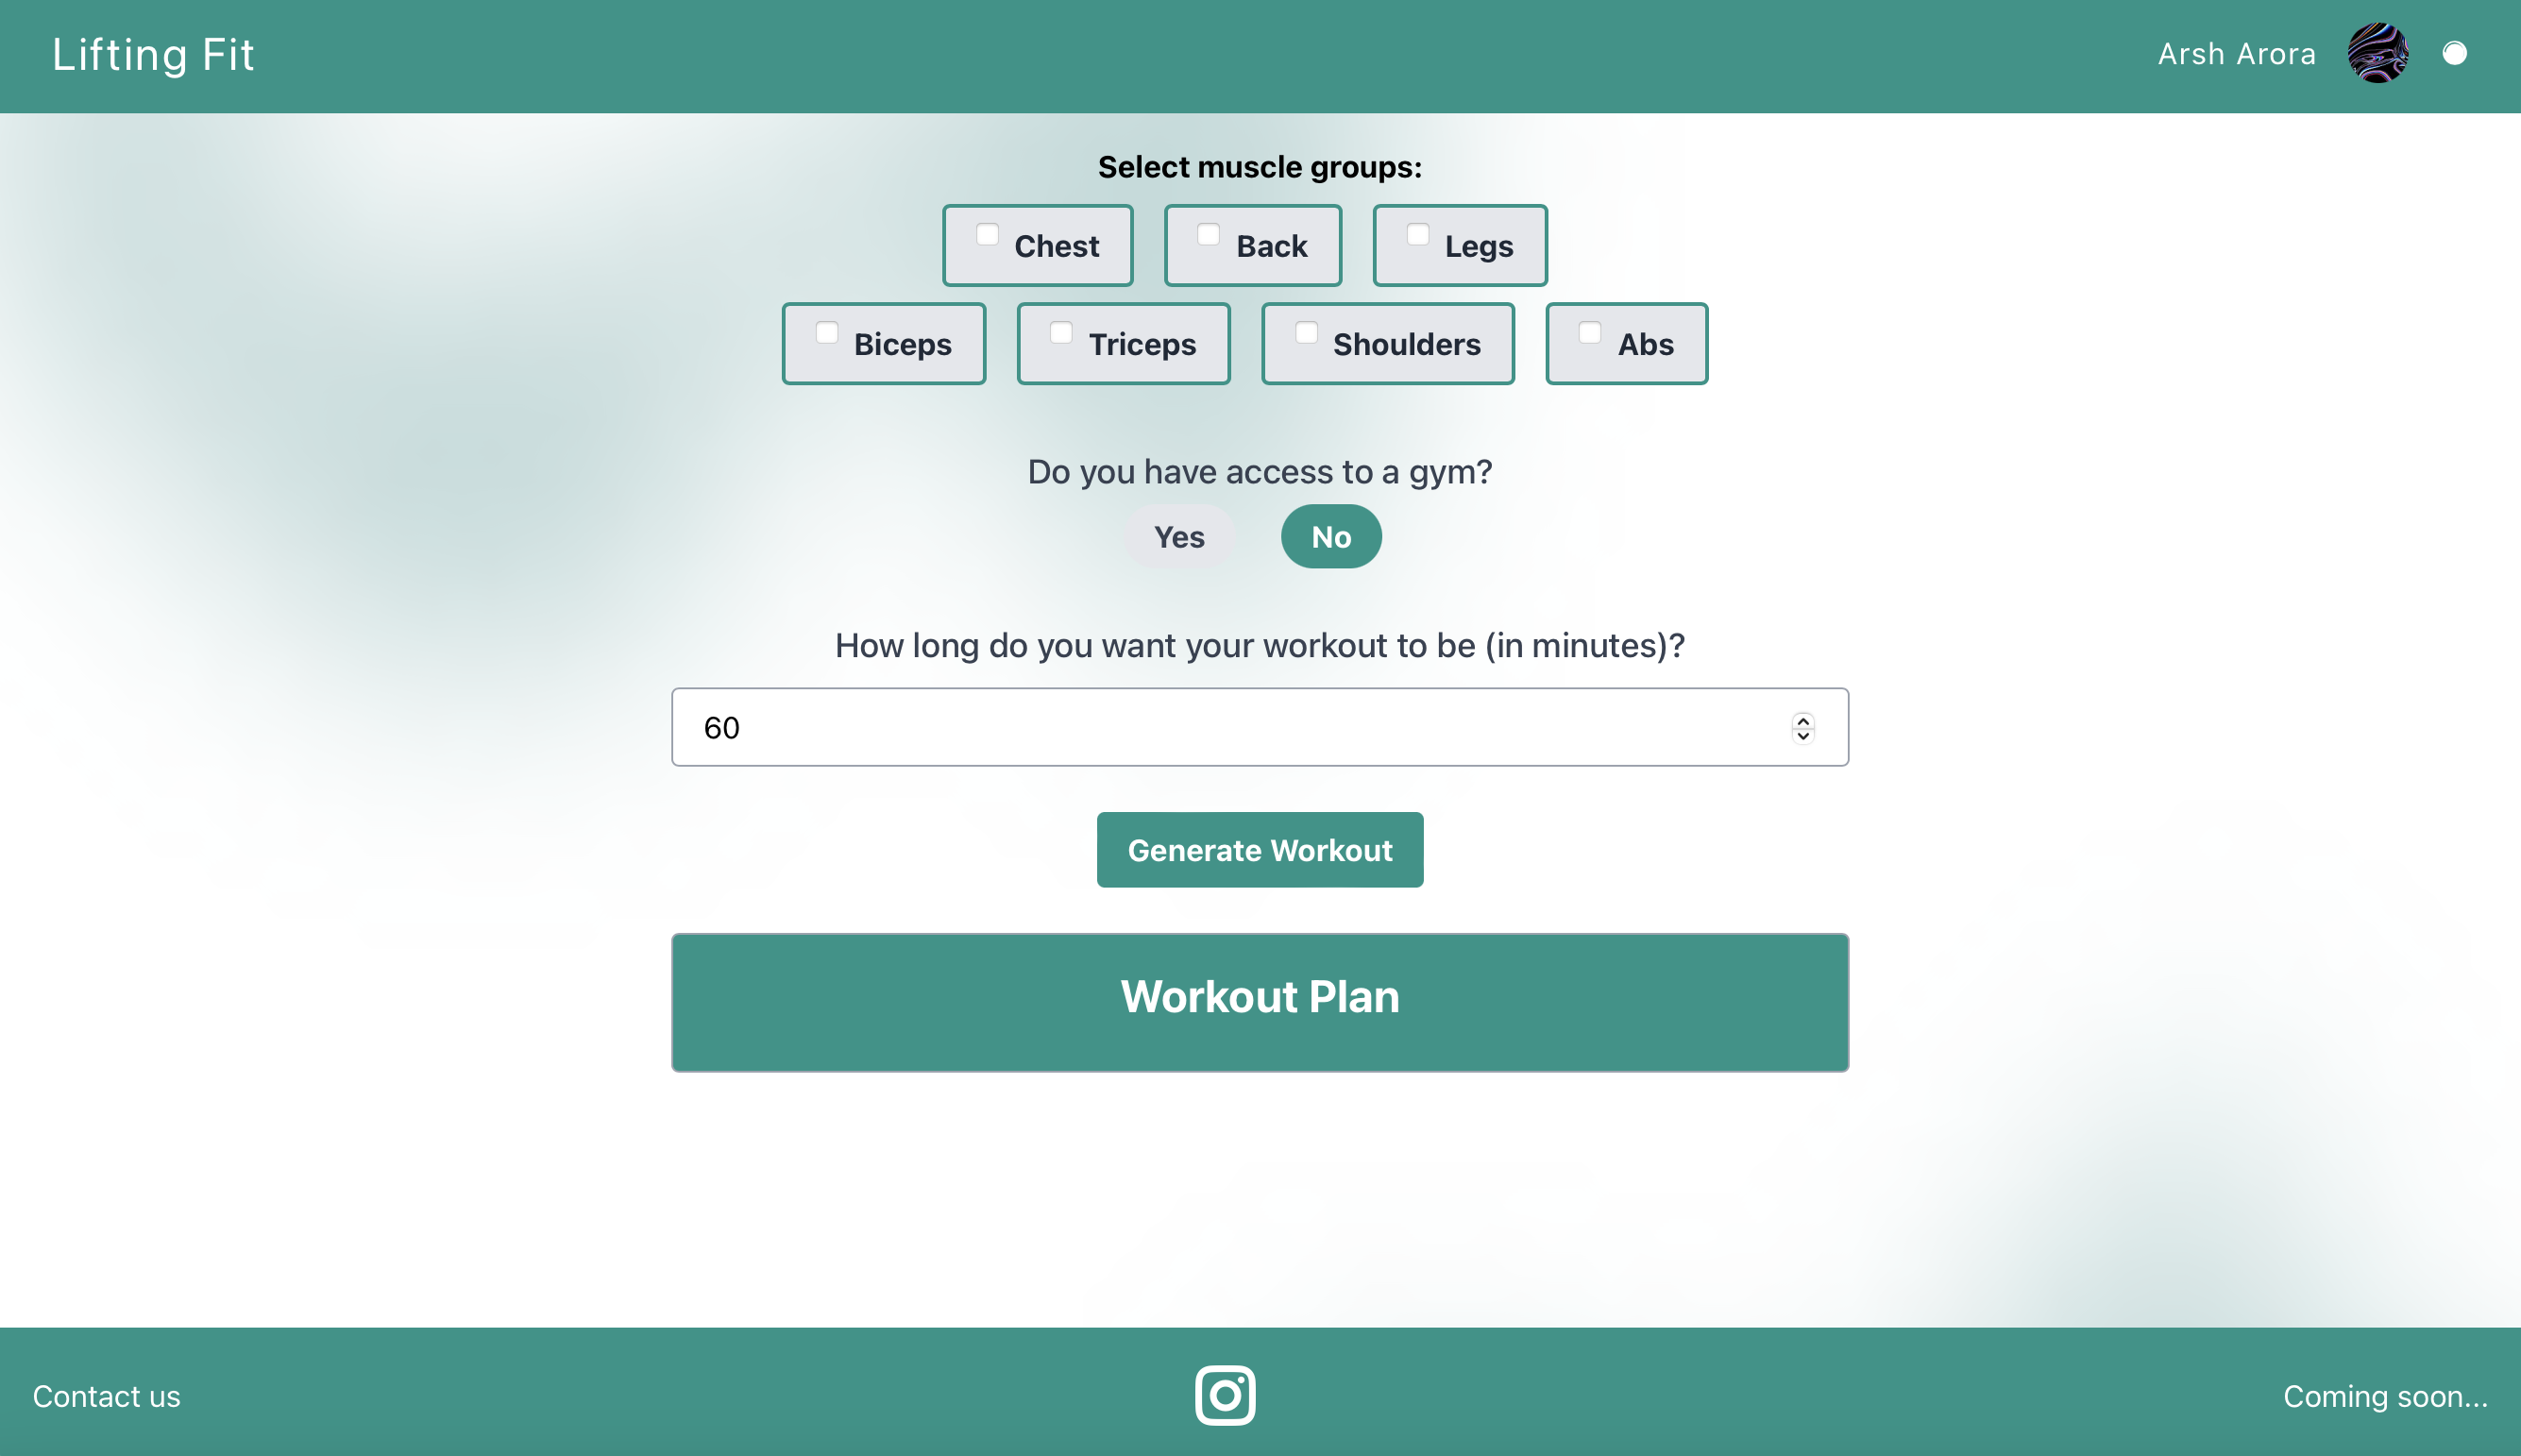 Lifting Fit
Arsh Arora
Select muscle groups:
Chest Back Legs
Biceps Triceps Shoulders Abs
Do you have access to a gym?
Yes No
How long do you want your workout to be (in minutes)?
60
Generate Workout
Workout Plan
Contact us
Coming soon...